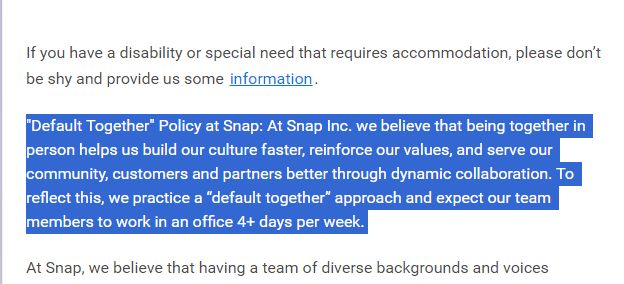 If you have a disability or special need that requires accommodation, please don’t
be shy and provide us some information.
"Default Together" Policy at Snap: At Snap Inc. we believe that being together in
person helps us build our culture faster, reinforce our values, and serve our
community, customers and partners better through dynamic collaboration. To
reflect this, we practice a “default together” approach and expect our team
members to work in an office 4+ days per week.
At Snap, we believe that having a team of diverse backgrounds and voices